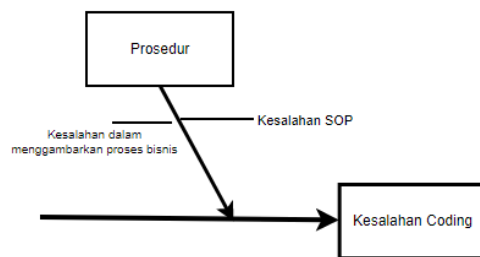 Prosedur
Kesalahan SOP
Kesalahan dalam
menggambarkan proses bisnis
Kesalahan Coding